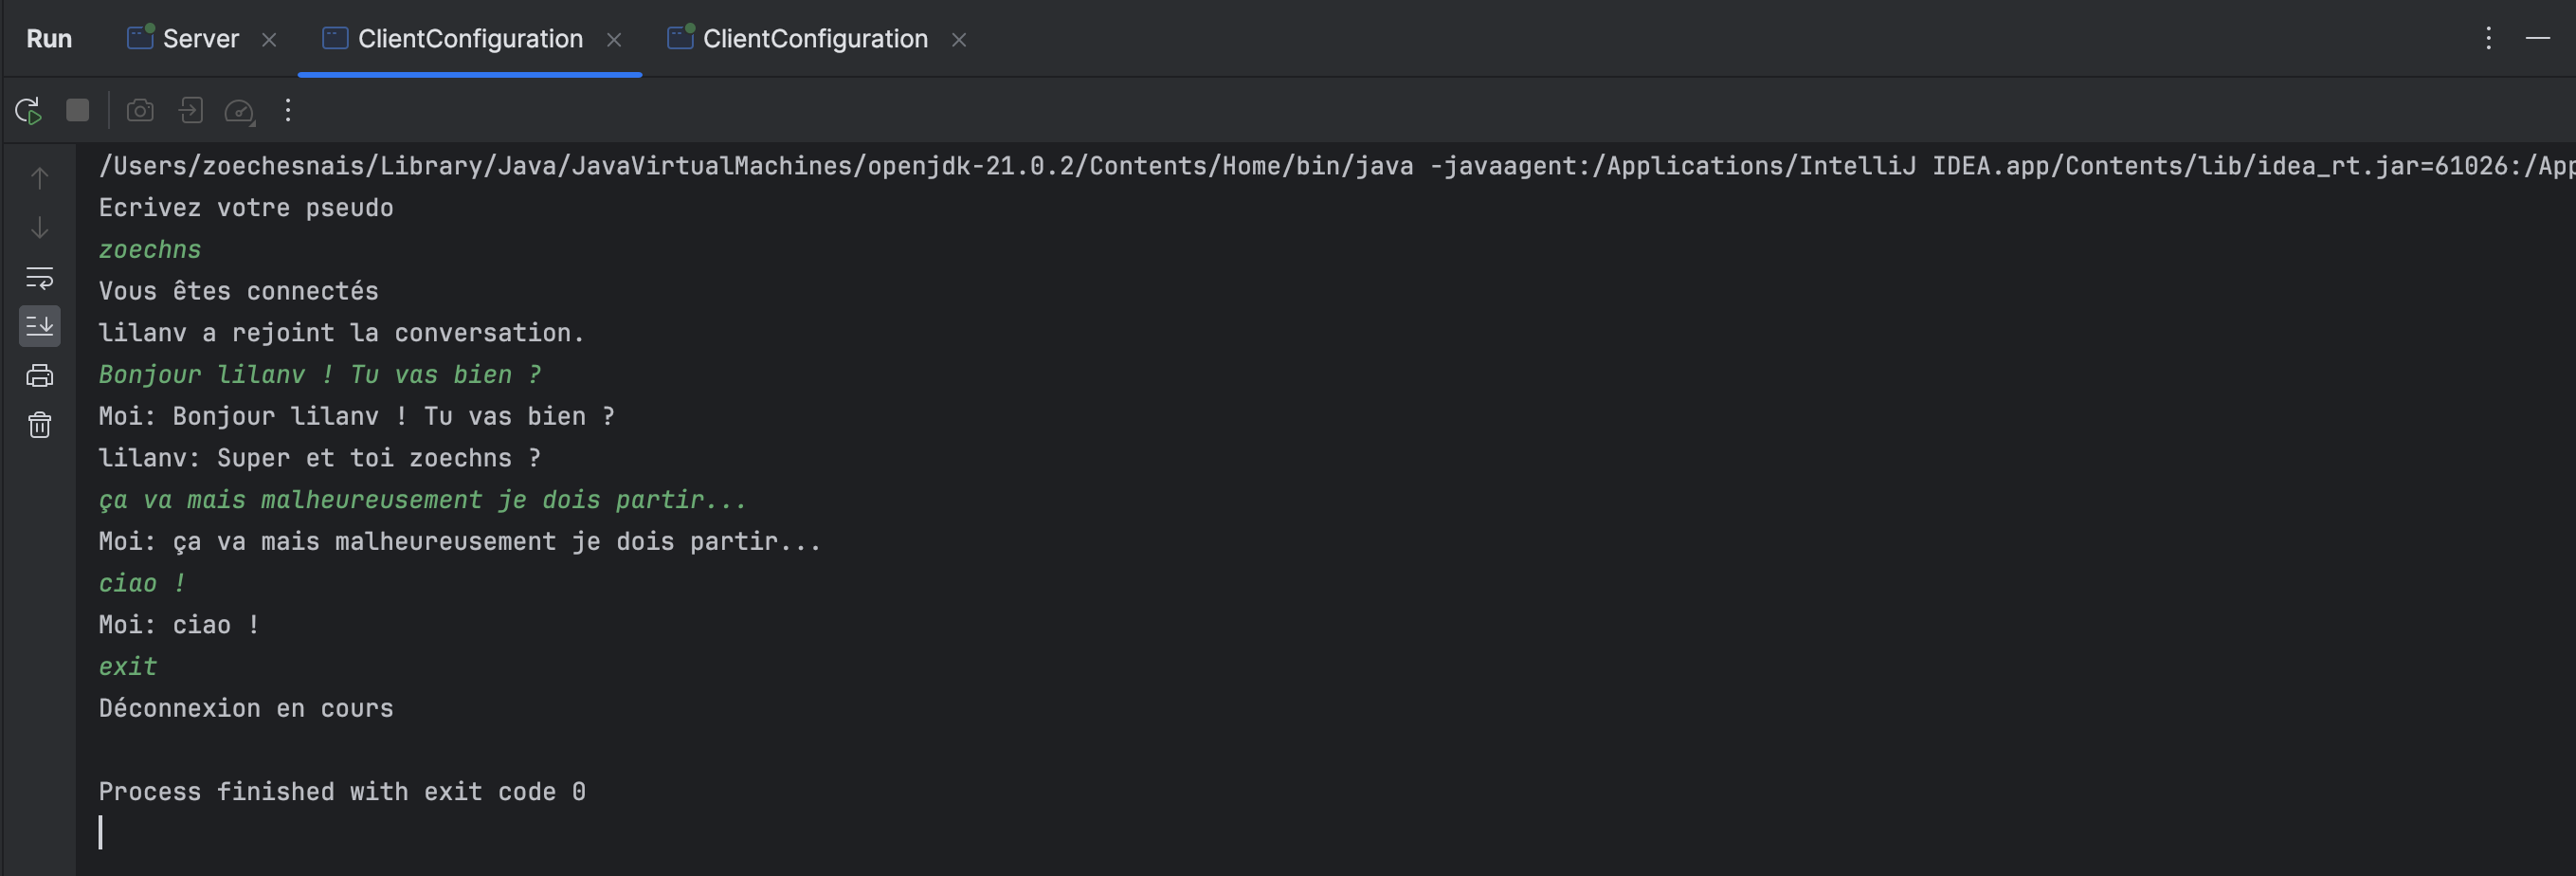 Run Server ClientConfiguration ClientConfiguration
/Users/zoechesnais/Library/Java/JavaVirtualMachines/openjdk-21.0.2/Contents/Home/bin/java -javaagent:/Applications/IntelliJ IDEA.app/Contents/lib/idea_rt.jar=61026:/App
Ecrivez votre pseudo
zoechns
Vous êtes connectés
lilanv a rejoint la conversation.
Bonjour lilanv ! Tu vas bien ?
Moi: Bonjour lilanv ! Tu vas bien ?
lilanv: Super et toi zoechns ?
ça va mais malheureusement je dois partir...
Moi: ça va mais malheureusement je dois partir...
ciao !
Moi: ciao !
exit
Déconnexion en cours
Process finished with exit code 0